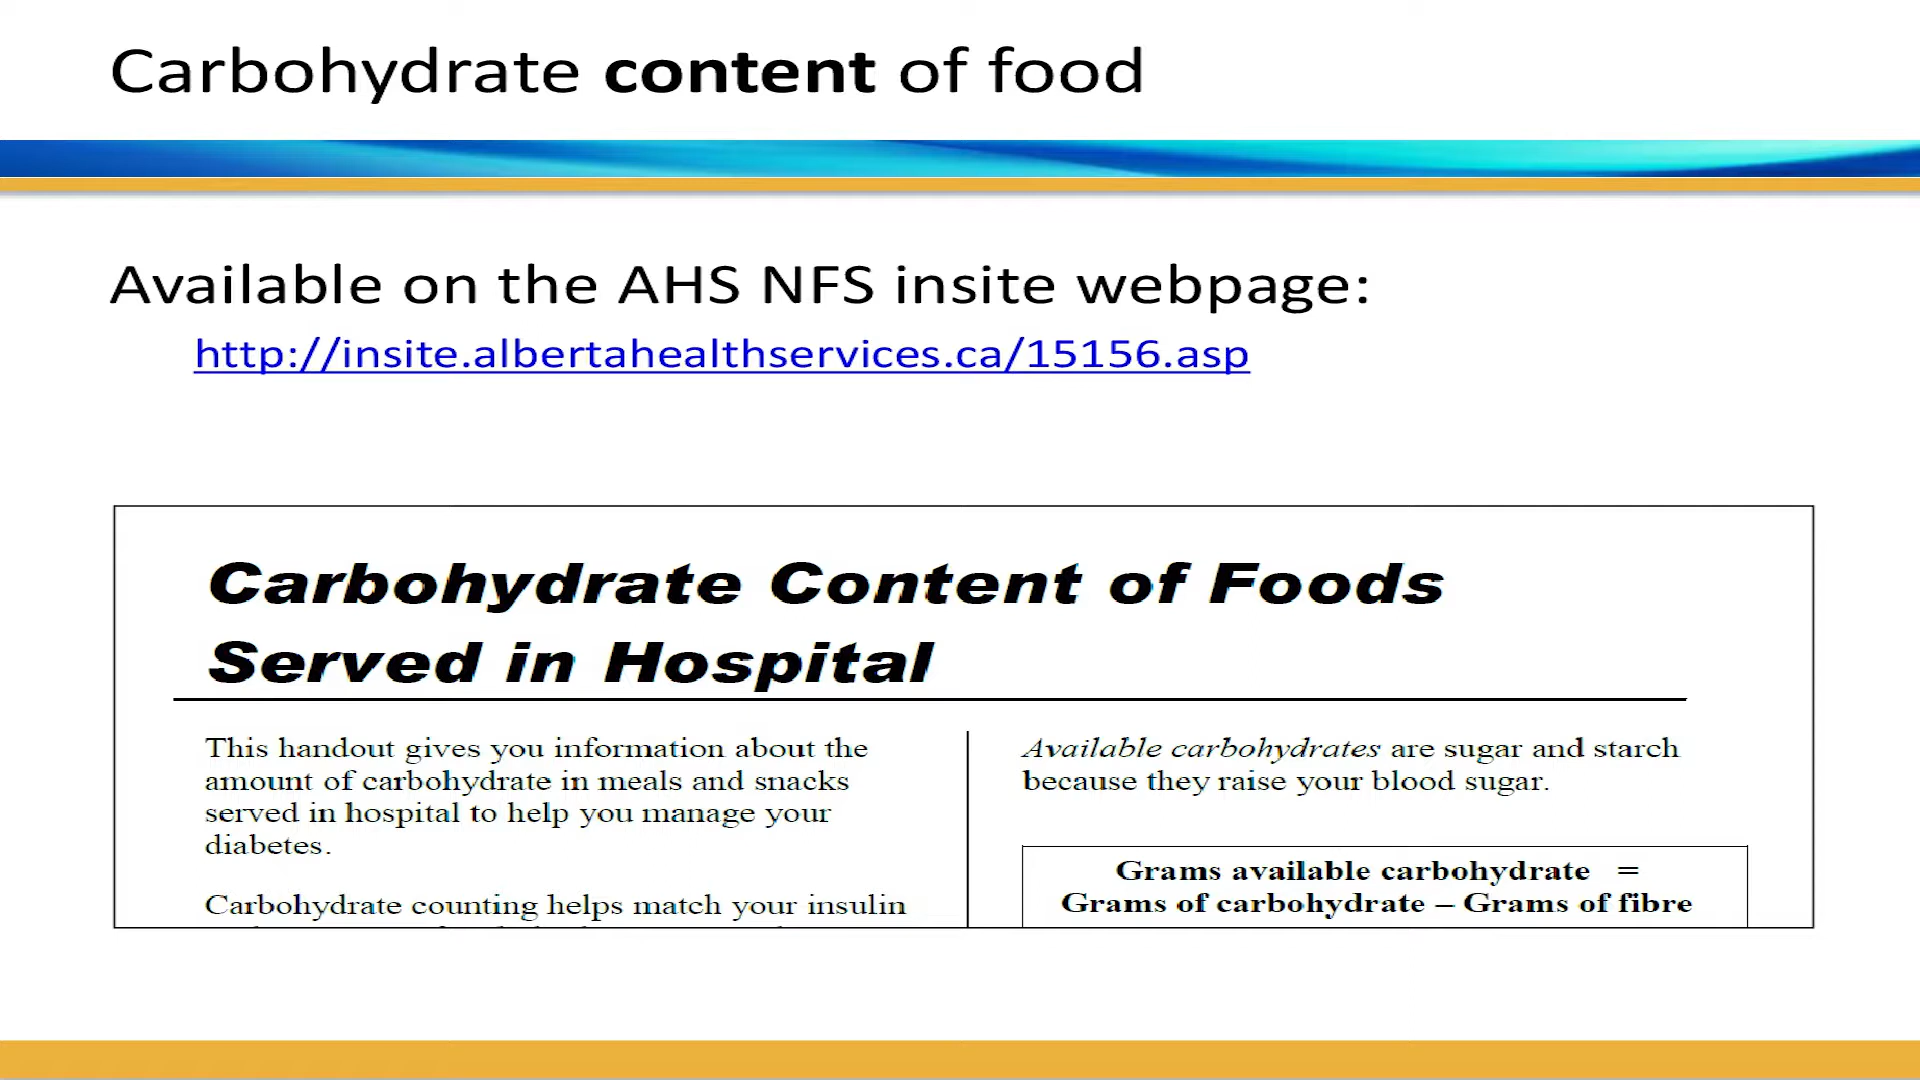 Carbohydrate content of food
Available on the AHS NFS insite webpage:
http://insite.albertahealthservices.ca/15156.asp
Carbohydrate Content of Foods
Served in Hospital
This handout gives you information about the
amount of carbohydrate in meals and snacks
served in hospital to help you manage your
diabetes.
Carbohydrate counting helps match your insulin
Available carbohydrates are sugar and starch
because they raise your blood sugar.
Grams available carbohydrate =
Grams of carbohydrate – Grams of fibre